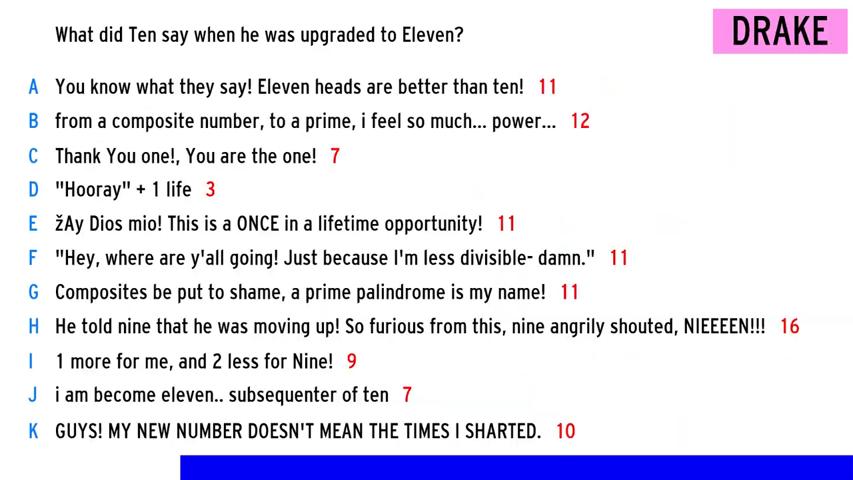 What did Ten say when he was upgraded to Eleven?
DRAKE
A You know what they say! Eleven heads are better than ten! 11
B from a composite number, to a prime, i feel so much... power... 12
C Thank You one!, You are the one! 7
D "Hooray" + 1 life 3
E žAy Dios mio! This is a ONCE in a lifetime opportunity! 11
F "Hey, where are y'all going! Just because I'm less divisible- damn." 11
G Composites be put to shame, a prime palindrome is my name! 11
H He told nine that he was moving up! So furious from this, nine angrily shouted, NIEEEEN!!! 16
I 1 more for me, and 2 less for Nine! 9
J i am become eleven.. subsequenter of ten 7
K GUYS! MY NEW NUMBER DOESN'T MEAN THE TIMES I SHARTED. 10